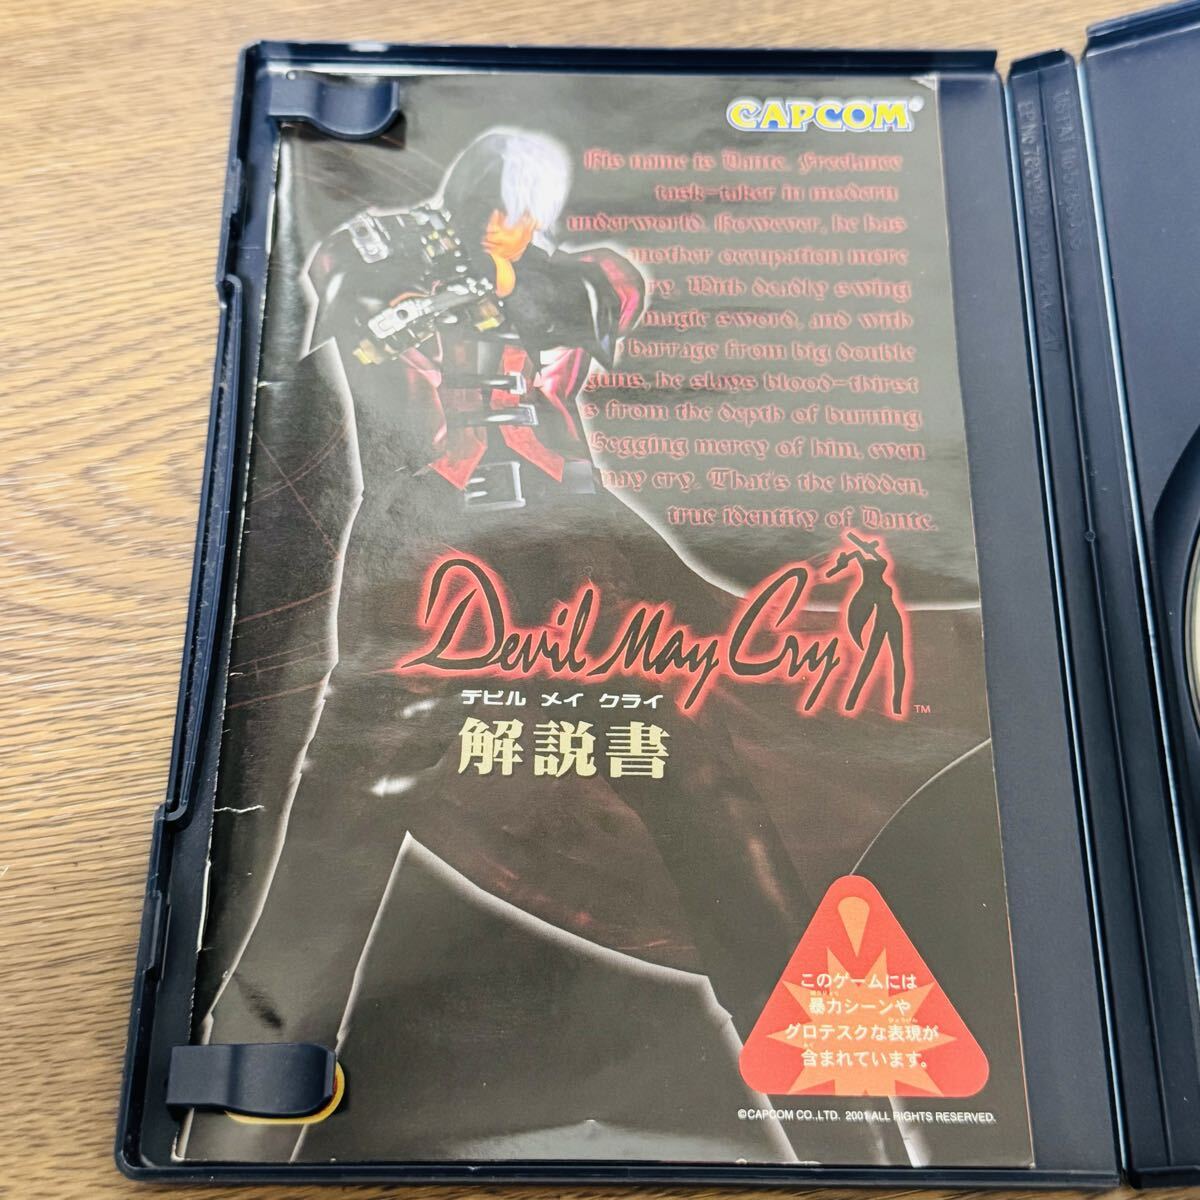 CAPCOM®
His name is Dante. Freelance
task-taker in modern
underworld. However, he has
another occupation more
ry. With deadly swing
magic sword, and with
barrage from big double
guns, he slays blood-thirst
s from the depth of burning
Begging mercy of him, even
may cry. That's the hidden,
true identity of Dante.
Devil May Cry
TM
デビル メイ クライ
解説書
このゲームには
暴力シーンや
グロテスクな表現が
含まれています。
©CAPCOM CO.,LTD. 2001 ALL RIGHTS RESERVED.